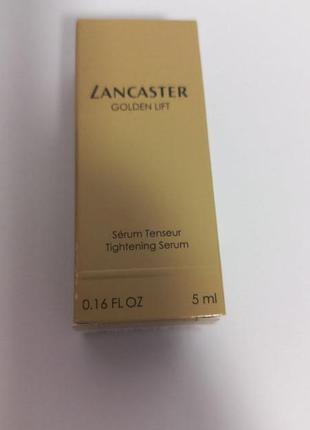 LANCASTER
GOLDEN LIFT
Sérum Tenseur
Tightening Serum
0.16 FL OZ 5 ml